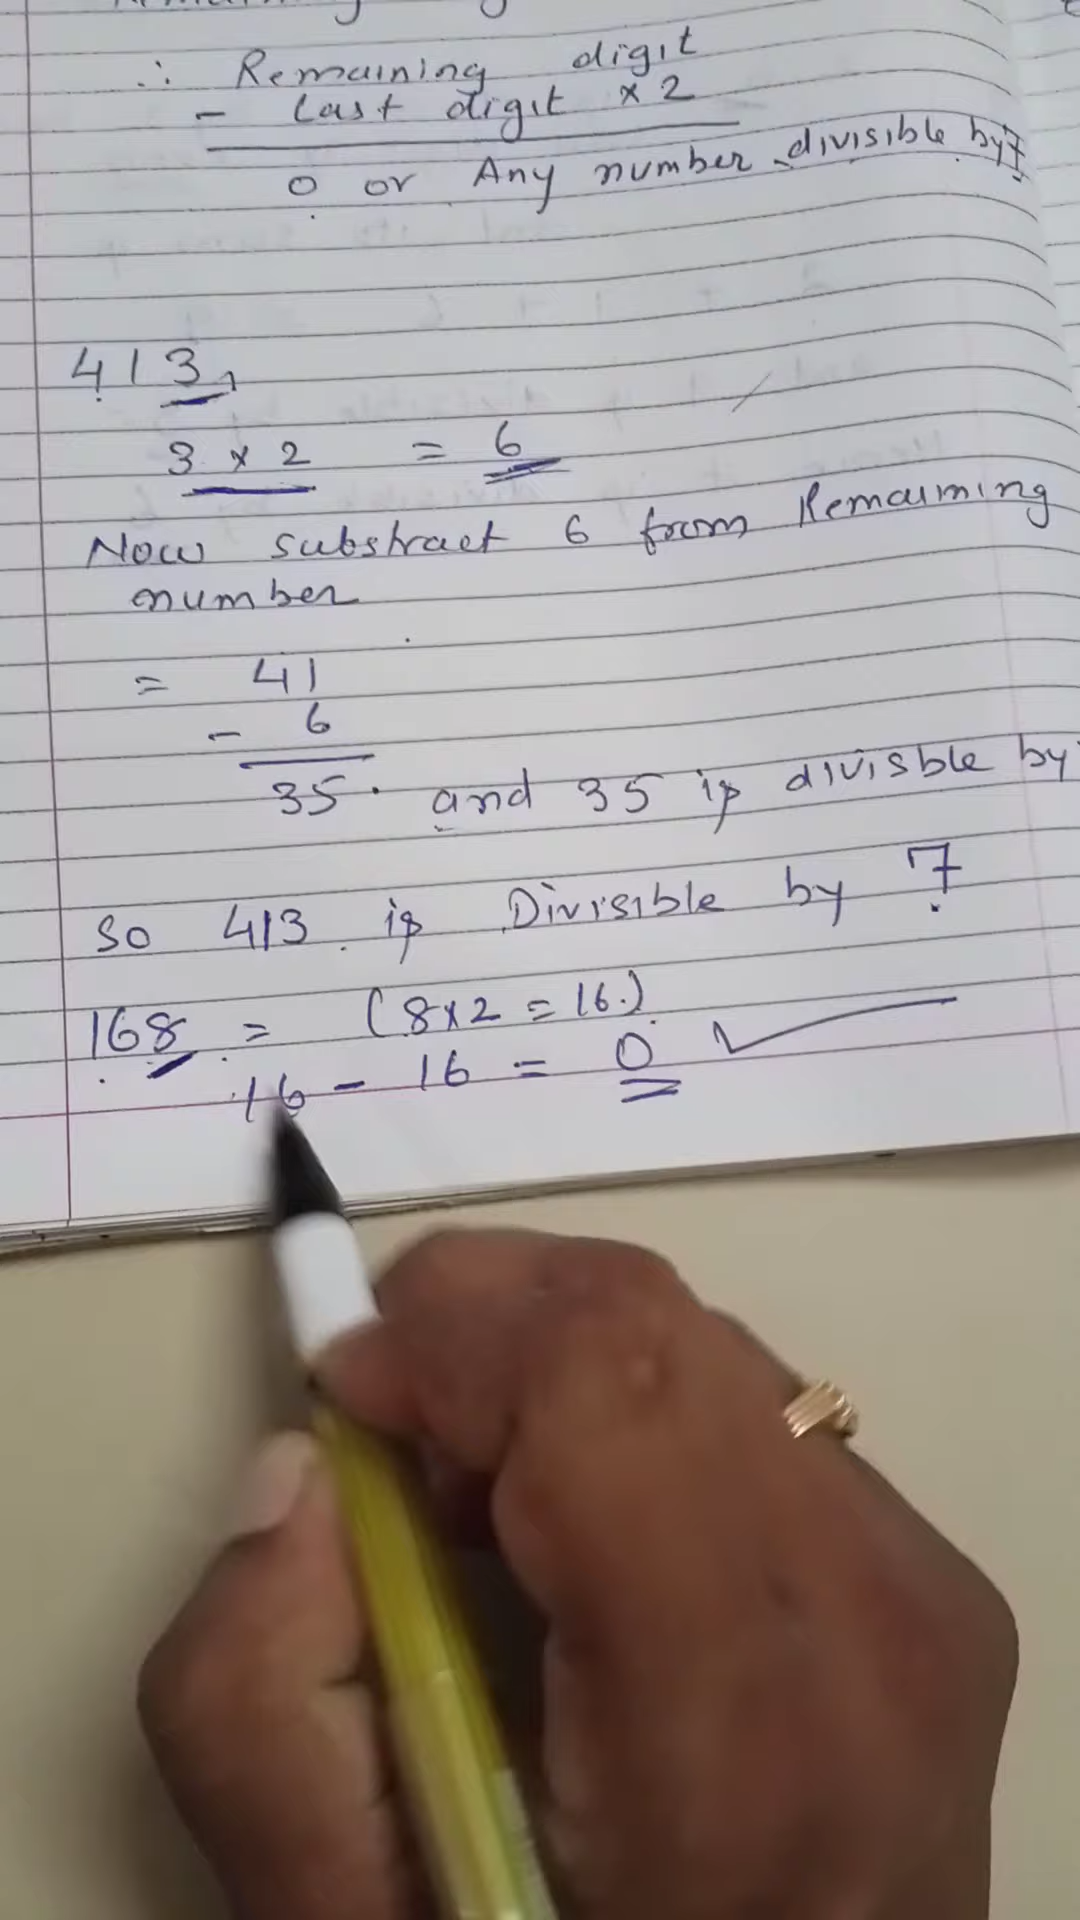 ∴ Remaining digit
- Last digit × 2
0 or Any number divisible by 7
413,
3 × 2 = 6
Now substract 6 from Remaining
number
= 41
- 6
35. and 35 is divisble by
7
So 413 is Divisible by
168 = (8×2 = 16.)
16 - 16 = 0